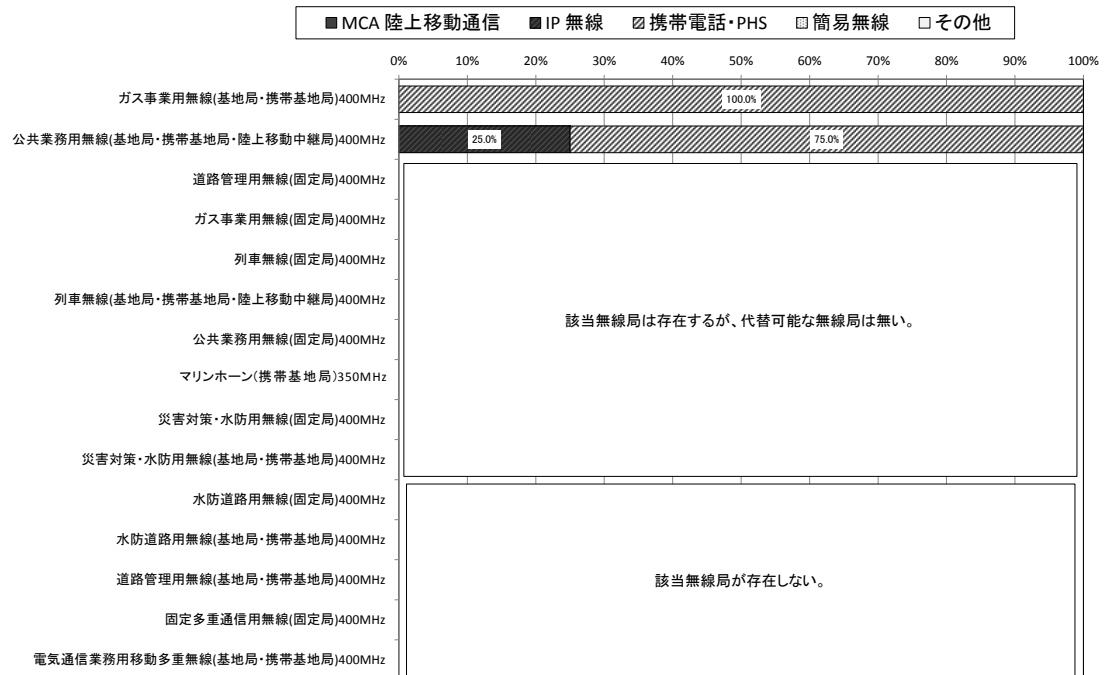 MCA 陸上移動通信 IP 無線 携帯電話・PHS 簡易無線 その他
0% 10% 20% 30% 40% 50% 60% 70% 80% 90% 100%
ガス事業用無線(基地局・携帯基地局)400MHz 100.0%
公共業務用無線(基地局・携帯基地局・陸上移動中継局)400MHz 25.0% 75.0%
道路管理用無線(固定局)400MHz
ガス事業用無線(固定局)400MHz
列車無線(固定局)400MHz
列車無線(基地局・携帯基地局・陸上移動中継局)400MHz
該当無線局は存在するが、代替可能な無線局は無い。
公共業務用無線(固定局)400MHz
マリンホーン(携帯基地局)350MHz
災害対策・水防用無線(固定局)400MHz
災害対策・水防用無線(基地局・携帯基地局)400MHz
水防道路用無線(固定局)400MHz
水防道路用無線(基地局・携帯基地局)400MHz
道路管理用無線(基地局・携帯基地局)400MHz
該当無線局が存在しない。
固定多重通信用無線(固定局)400MHz
電気通信業務用移動多重無線(基地局・携帯基地局)400MHz